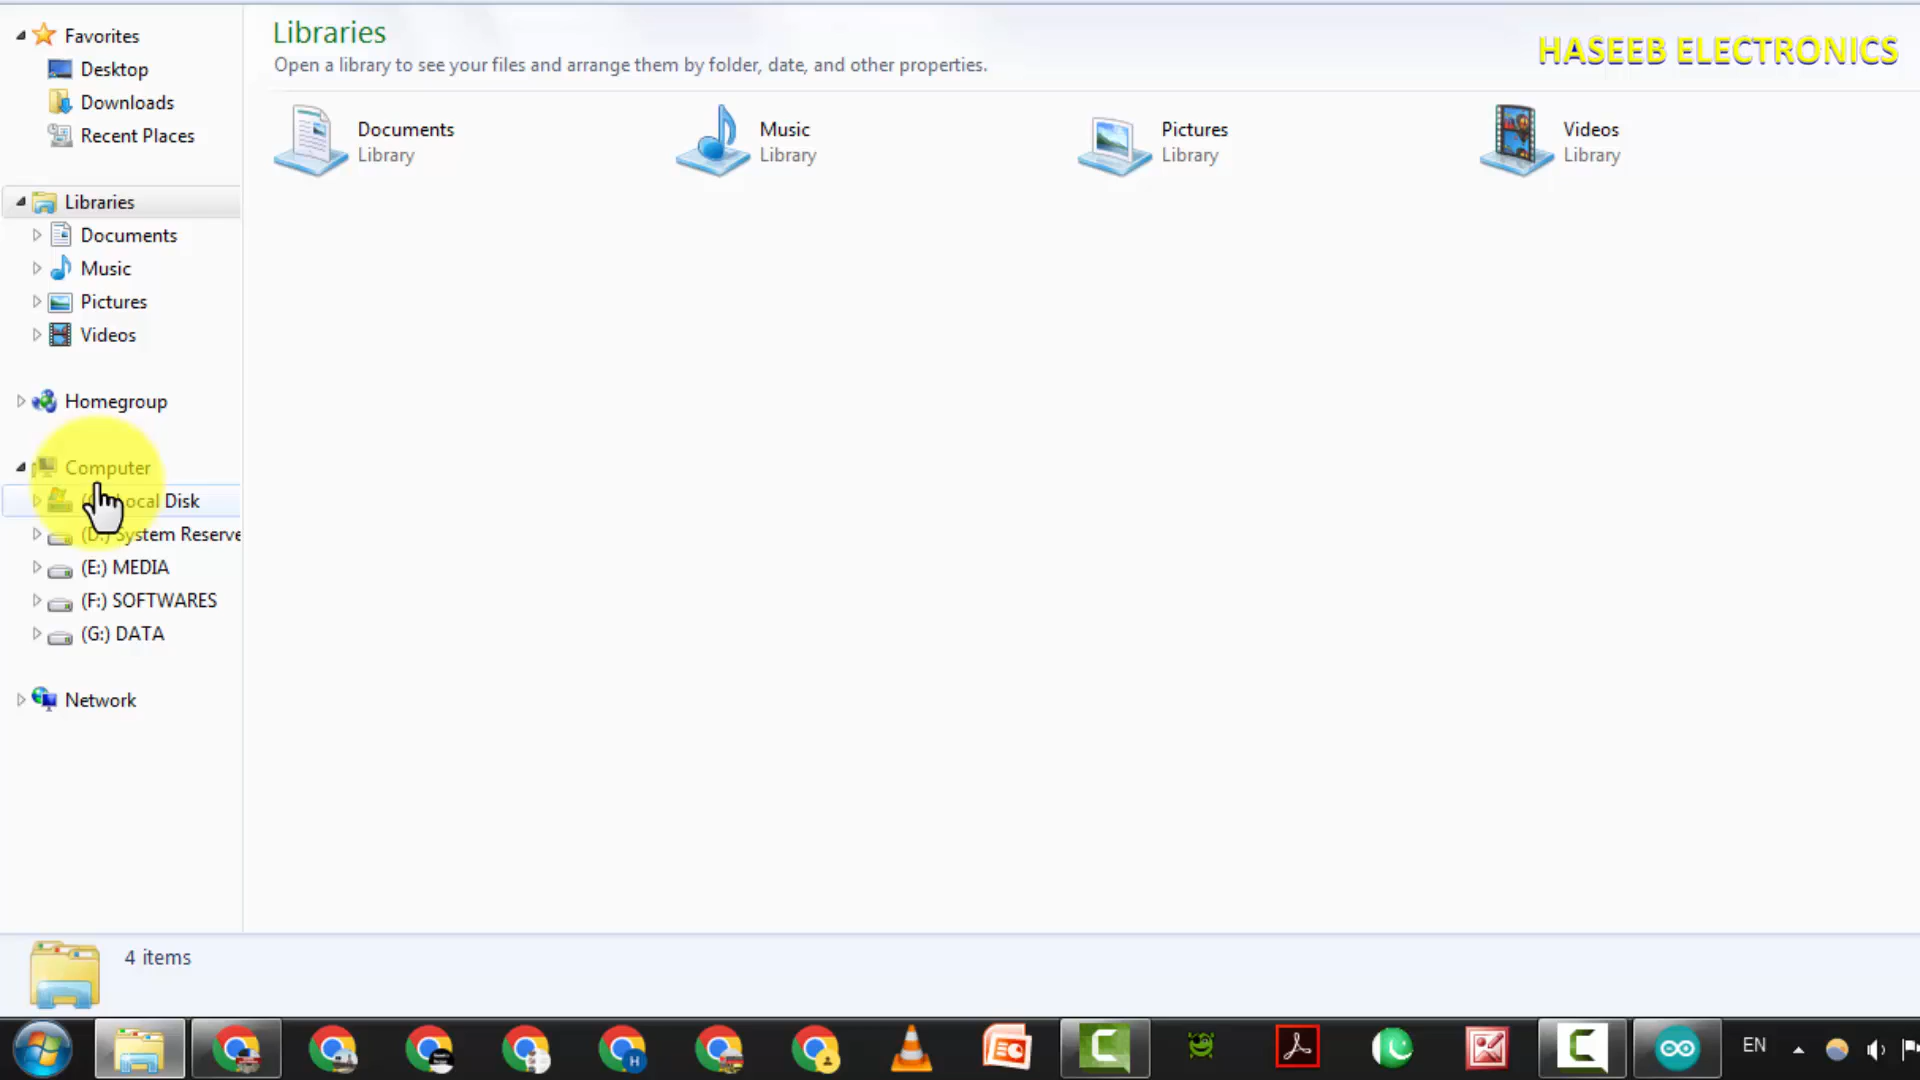 Favorites
Desktop
Downloads
Recent Places
Libraries
Documents
Music
Pictures
Videos
Homegroup
Computer
Local Disk
(D:) System Reserve
(E:) MEDIA
(F:) SOFTWARES
(G:) DATA
Network
Libraries
Open a library to see your files and arrange them by folder, date, and other properties.
HASEEB ELECTRONICS
Documents
Library
Music
Library
Pictures
Library
Videos
Library
4 items
H
EN